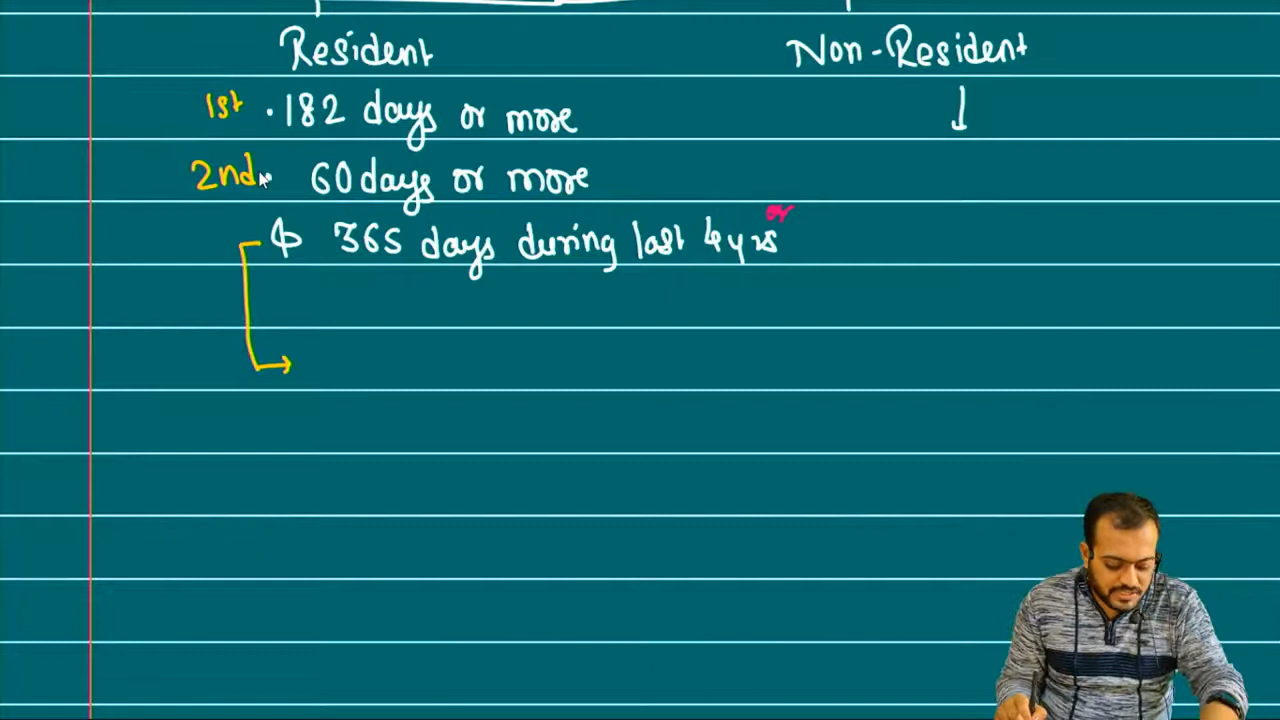 Resident Non-Resident
1st . 182 days or more
2nd. 60 days or more
or
& 365 days during last 4 yrs